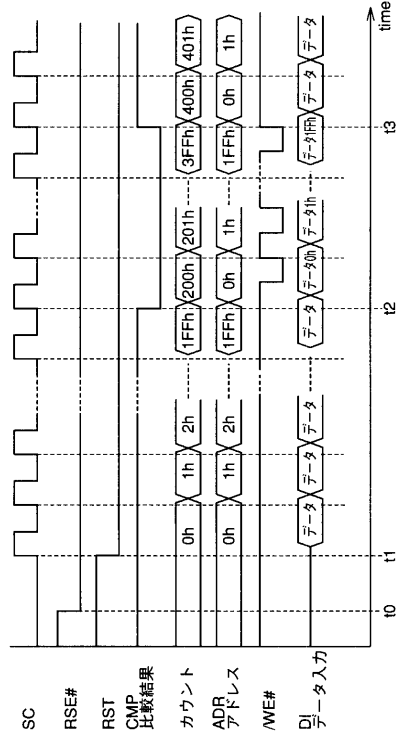 SC
RSE#
RST
CMP
比較結果
カウント 0h 1h 2h 1FFh 200h 201h 3FFh 400h 401h
ADR
アドレス 0h 1h 2h 1FFh 0h 1h 1FFh 0h 1h
/WE#
DI
データ入力 データ データ データ データ データ0h データ1h データ1FFh データ データ
t0 t1 t2 t3 time